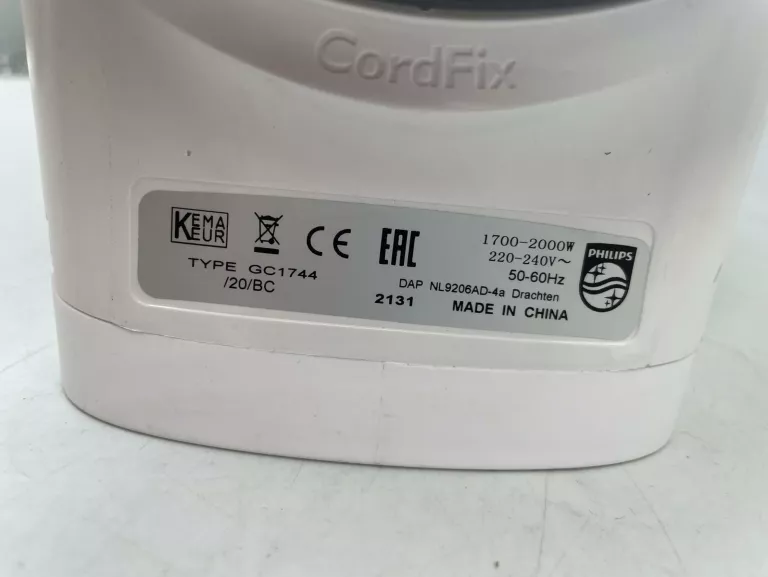 CordFix
KEMA
KEUR
CE
EAC
TYPE GC1744
/20/BC
1700-2000W
220-240V~
50-60Hz
DAP NL9206AD-4a Drachten
2131 MADE IN CHINA
PHILIPS